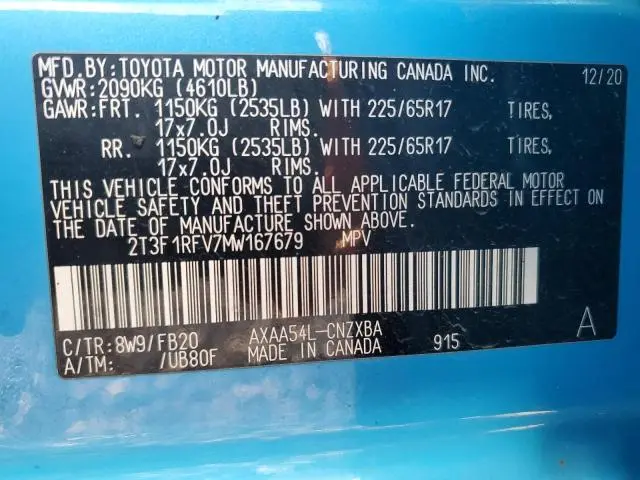 MFD.BY:TOYOTA MOTOR MANUFACTURING CANADA INC. 12/20
GVWR:2090KG (4610LB)
GAWR:FRT. 1150KG (2535LB) WITH 225/65R17 TIRES,
17x7.0J RIMS.
RR. 1150KG (2535LB) WITH 225/65R17 TIRES,
17x7.0J RIMS.
THIS VEHICLE CONFORMS TO ALL APPLICABLE FEDERAL MOTOR
VEHICLE SAFETY AND THEFT PREVENTION STANDARDS IN EFFECT ON
THE DATE OF MANUFACTURE SHOWN ABOVE.
2T3F1RFV7MW167679 MPV
C/TR:8W9/FB20 AXAA54L-CNZXBA A
A/TM: /UB80F MADE IN CANADA 915